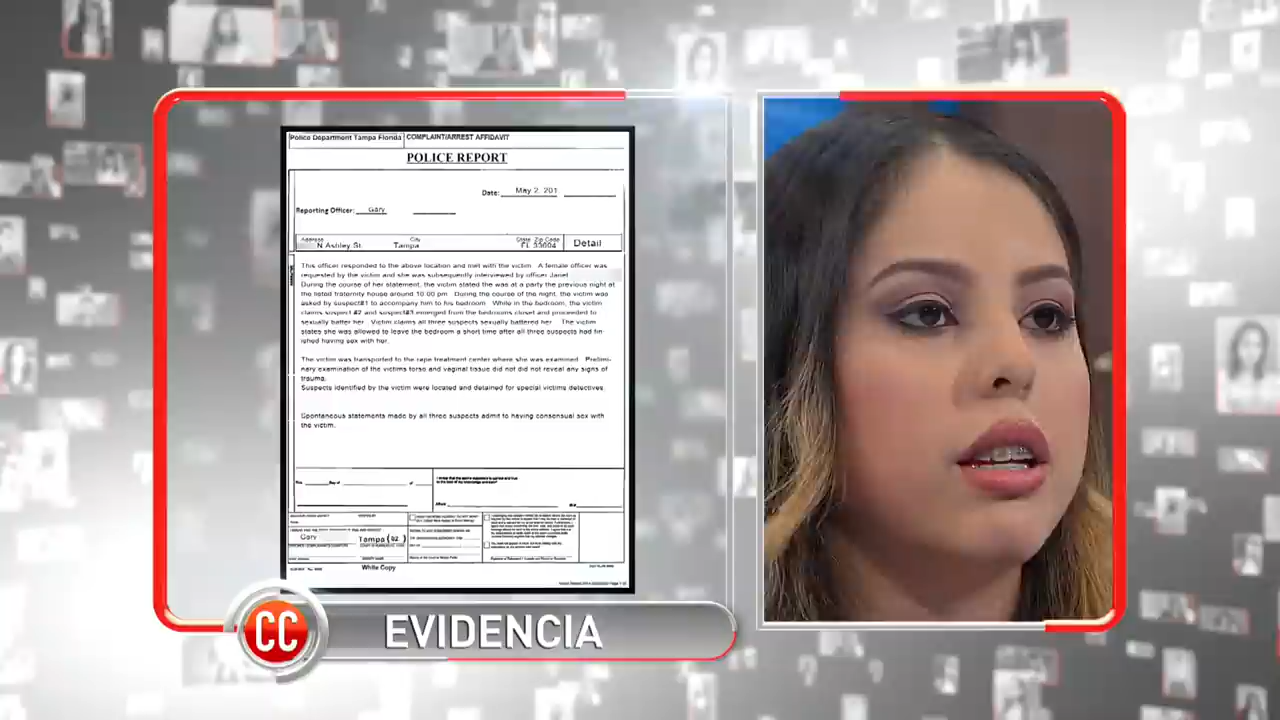 Police Department Tampa Florida COMPLAINT/ARREST AFFIDAVIT
POLICE REPORT
Date: May 2, 201
Reporting Officer: Gary
Address City State Zip Code
N Ashley St. Tampa FL 33604 Detail
This officer responded to the above location and met with the victim. A female officer was
requested by the victim and she was subsequently interviewed by officer Janet
During the course of her statement, the victim stated the was at a party the previous night at
the listed fraternity house around 10:00 pm. During the course of the night, the victim was
asked by suspect#1 to accompany him to his bedroom. While in the bedroom, the victim
claims suspect #2 and suspect#3 emerged from the bedrooms closet and proceeded to
sexually batter her. Victim claims all three suspects sexually battered her. The victim
states she was allowed to leave the bedroom a short time after all three suspects had fin-
ished having sex with her.
The victim was transported to the rape treatment center where she was examined. Prelimi-
nary examination of the victims torso and vaginal tissue did not did not reveal any signs of
trauma.
Suspects identified by the victim were located and detained for special victims detectives.
Spontaneous statements made by all three suspects admit to having consensual sex with
the victim.
Gary Tampa (02 )
White Copy
CC EVIDENCIA